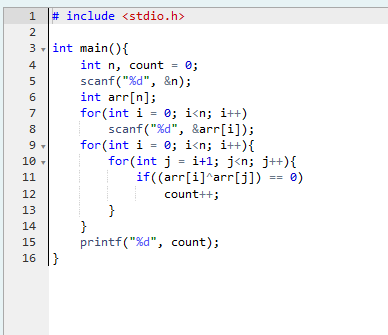 1 # include <stdio.h>
2
3 int main(){
4     int n, count = 0;
5     scanf("%d", &n);
6     int arr[n];
7     for(int i = 0; i<n; i++)
8         scanf("%d", &arr[i]);
9     for(int i = 0; i<n; i++){
10         for(int j = i+1; j<n; j++){
11             if((arr[i]^arr[j]) == 0)
12                 count++;
13         }
14     }
15     printf("%d", count);
16 }